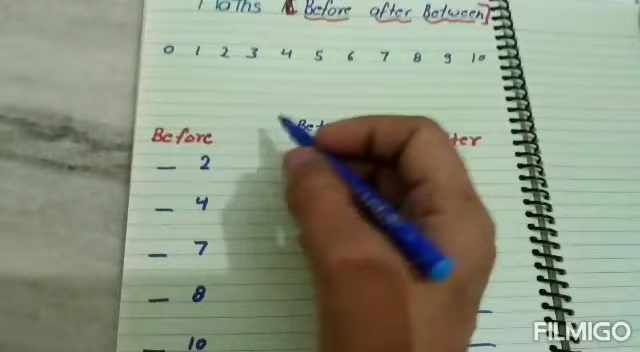 Maths [Before after Between]
0 1 2 3 4 5 6 7 8 9 10
Before
_ 2
_ 4
_ 7
_ 8
_ 10
FILMIGO